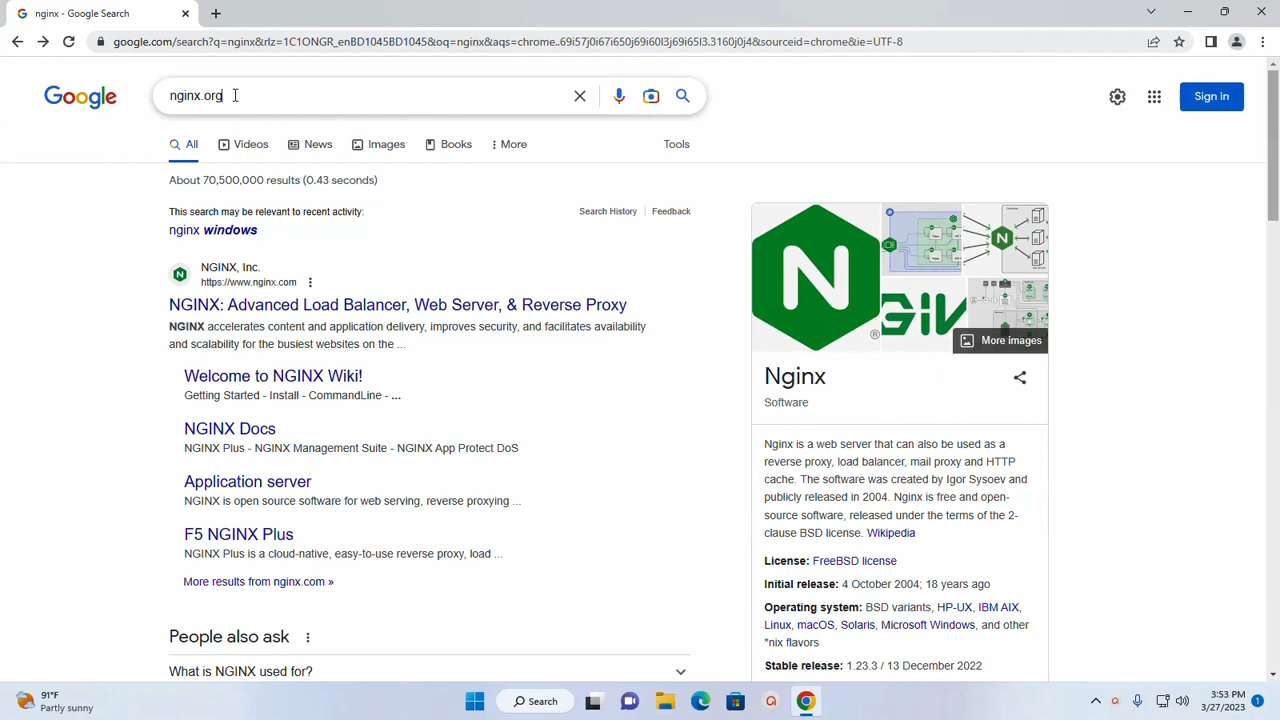 nginx - Google Search
google.com/search?q=nginx&rlz=1C1ONGR_enBD1045BD1045&oq=nginx&aqs=chrome..69i57j0i67i650j69i60l3j69i65l3.3160j0j4&sourceid=chrome&ie=UTF-8
Google
nginx.org
Sign in
All
Videos
News
Images
Books
More
Tools
About 70,500,000 results (0.43 seconds)
This search may be relevant to recent activity:
Search History
Feedback
nginx windows
NGINX, Inc.
https://www.nginx.com
NGINX: Advanced Load Balancer, Web Server, & Reverse Proxy
NGINX accelerates content and application delivery, improves security, and facilitates availability
and scalability for the busiest websites on the ...
Welcome to NGINX Wiki!
Getting Started - Install - CommandLine - ...
NGINX Docs
NGINX Plus - NGINX Management Suite - NGINX App Protect DoS
Application server
NGINX is open source software for web serving, reverse proxying ...
F5 NGINX Plus
NGINX Plus is a cloud-native, easy-to-use reverse proxy, load ...
More results from nginx.com »
People also ask
What is NGINX used for?
N
More images
Nginx
Software
Nginx is a web server that can also be used as a
reverse proxy, load balancer, mail proxy and HTTP
cache. The software was created by Igor Sysoev and
publicly released in 2004. Nginx is free and open-
source software, released under the terms of the 2-
clause BSD license. Wikipedia
License: FreeBSD license
Initial release: 4 October 2004; 18 years ago
Operating system: BSD variants, HP-UX, IBM AIX,
Linux, macOS, Solaris, Microsoft Windows, and other
*nix flavors
Stable release: 1.23.3 / 13 December 2022
91°F
Partly sunny
Search
3:53 PM
3/27/2023
1